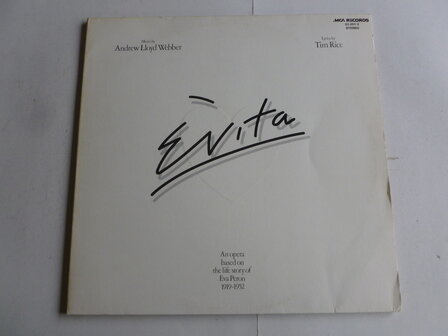 Music by
Andrew Lloyd Webber
MCA RECORDS
STEREO
Lyrics by
Tim Rice
Evita
An opera
based on
the life story of
Eva Peron
1919-1952